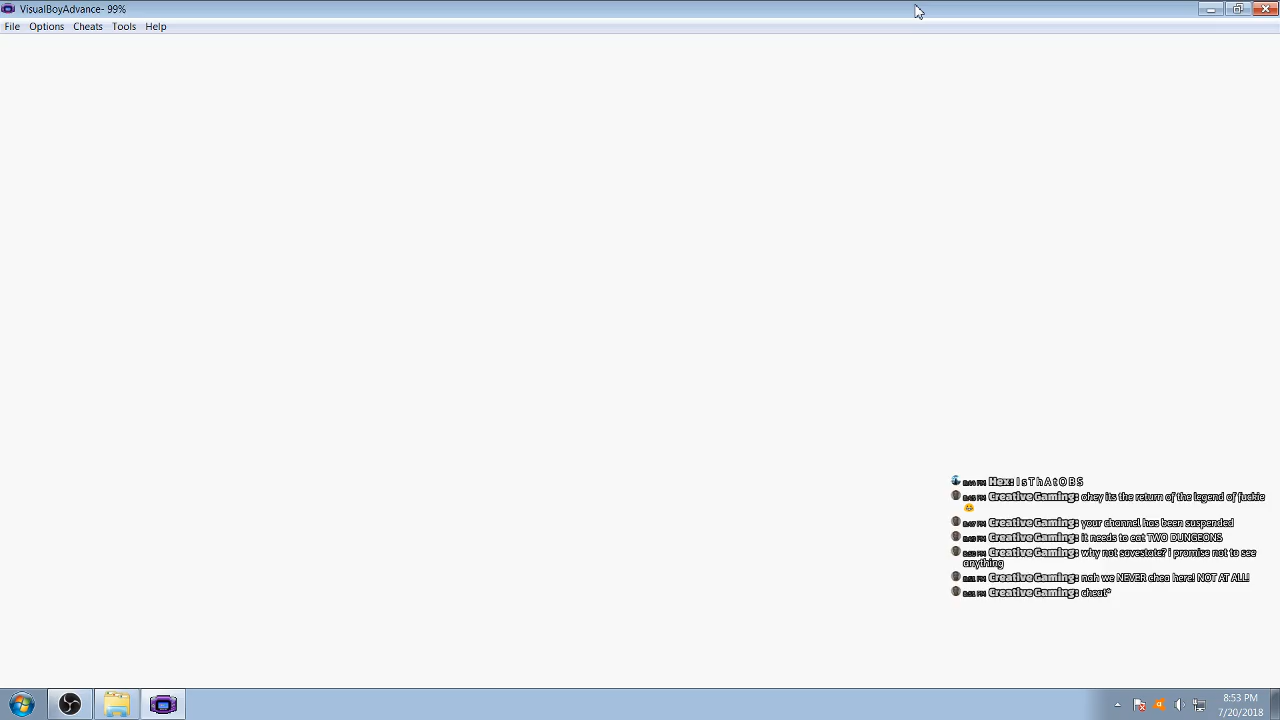 VisualBoyAdvance- 99%
File Options Cheats Tools Help
Hex: I s T h A t O B S
Creative Gaming: obey its the return of the legend of fuckie
Creative Gaming: your channel has been suspended
Creative Gaming: it needs to eat TWO DUNGEONS
Creative Gaming: why not savestate? i promise not to see
anything
Creative Gaming: nah we NEVER chea here! NOT AT ALL!
Creative Gaming: cheat*
8:53 PM
7/20/2018